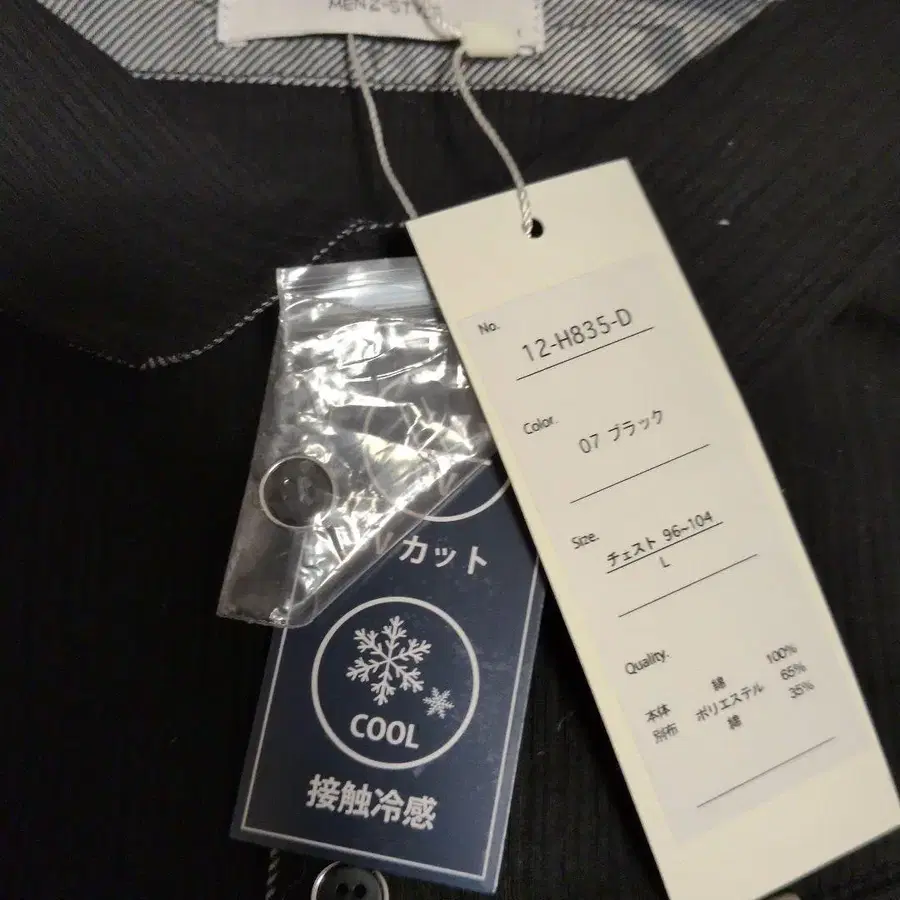 MENZ-STY
No.
12-H835-D
Color.
07 ブラック
Size.
チェスト 96~104
L
Quality.
本体 綿 100%
別布 ポリエステル 65%
綿 35%
カット
COOL
接触冷感